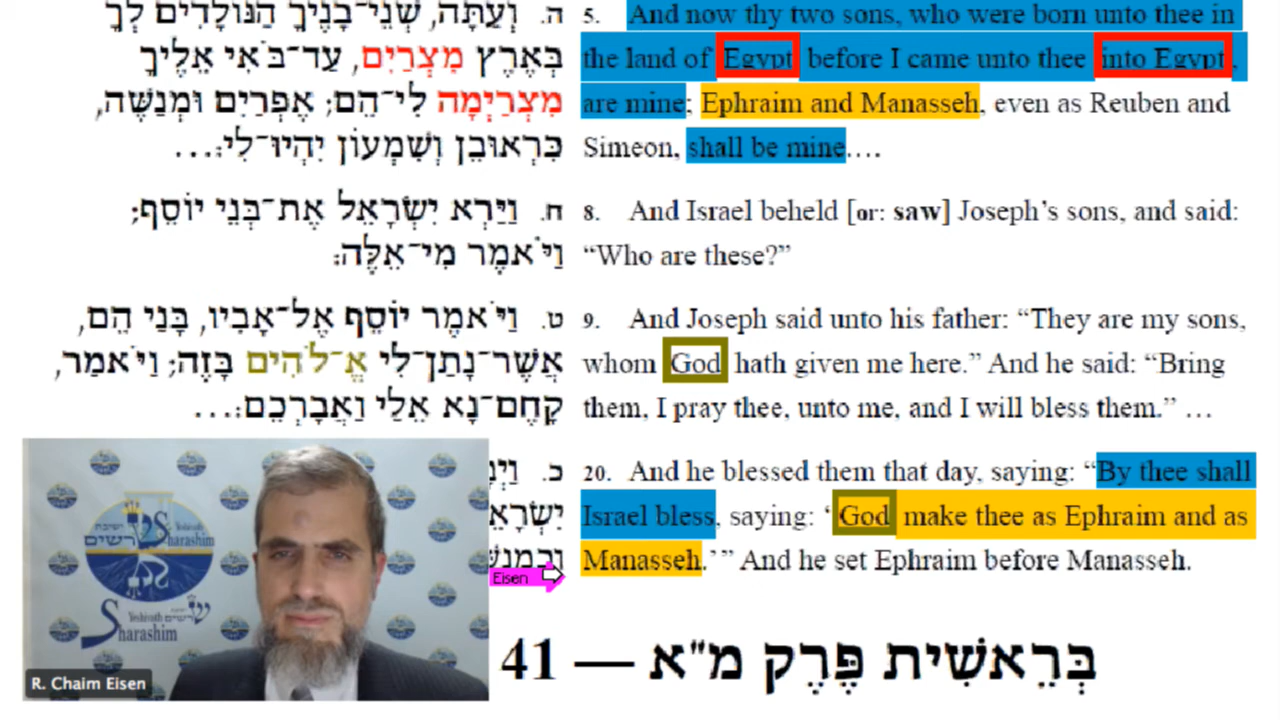 ה. וְעַתָּה, שְׁנֵי־בָנֶיךָ הַנּוֹלָדִים לְךָ
בְּאֶרֶץ מִצְרַיִם, עַד־בֹּאִי אֵלֶיךָ
מִצְרַיְמָה לִי־הֵם; אֶפְרַיִם וּמְנַשֶּׁה,
כִּרְאוּבֵן וְשִׁמְעוֹן יִהְיוּ־לִי:...
5. And now thy two sons, who were born unto thee in
the land of Egypt before I came unto thee into Egypt,
are mine; Ephraim and Manasseh, even as Reuben and
Simeon, shall be mine....
ח. וַיַּרְא יִשְׂרָאֵל אֶת־בְּנֵי יוֹסֵף;
וַיֹּאמֶר מִי־אֵלֶּה:
8. And Israel beheld [or: saw] Joseph's sons, and said:
“Who are these?”
ט. וַיֹּאמֶר יוֹסֵף אֶל־אָבִיו, בָּנַי הֵם,
אֲשֶׁר־נָתַן־לִי אֱ־לֹהִים בָּזֶה; וַיֹּאמַר,
קָחֶם־נָא אֵלַי וַאֲבָרְכֵם:...
9. And Joseph said unto his father: “They are my sons,
whom God hath given me here.” And he said: “Bring
them, I pray thee, unto me, and I will bless them.” …
כ.
20. And he blessed them that day, saying: “By thee shall
Israel bless, saying: ‘God make thee as Ephraim and as
Manasseh.’” And he set Ephraim before Manasseh.
Eisen
בְּרֵאשִׁית פֶּרֶק מ"א — 41
ישיבת שרשים
Yeshivath Sharashim
Yeshivath Sharashim
R. Chaim Eisen